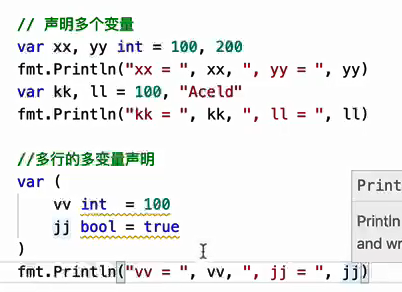 // 声明多个变量
var xx, yy int = 100, 200
fmt.Println("xx = ", xx, ", yy = ", yy)
var kk, ll = 100, "Aceld"
fmt.Println("kk = ", kk, ", ll = ", ll)
//多行的多变量声明
var (
vv int  = 100
jj bool = true
)
fmt.Println("vv = ", vv, ", jj = ", jj)
Print
Println
and wr